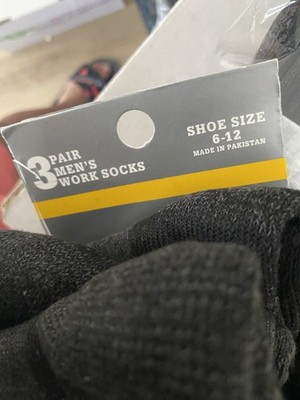 3 PAIR
MEN'S
WORK SOCKS
SHOE SIZE
6-12
MADE IN PAKISTAN